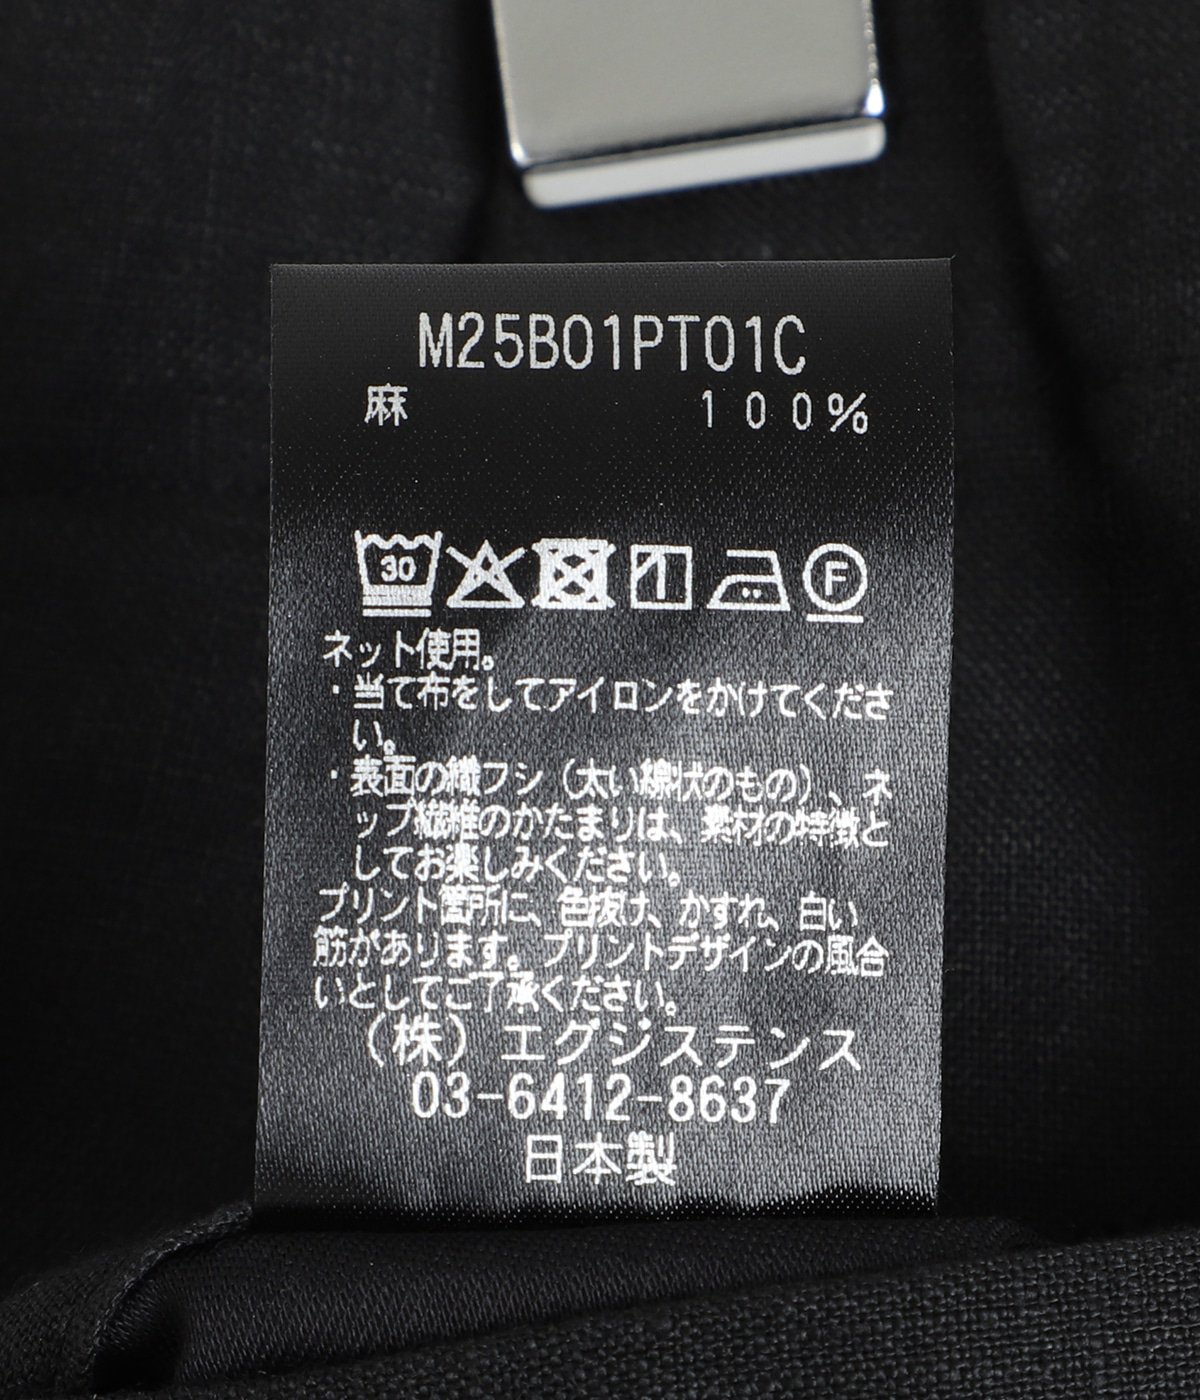 M25B01PT01C
麻 100%
30 F
ネット使用。
・当て布をしてアイロンをかけてくださ
い。
・表面の織フシ（太い線状のもの）、ネ
ップ繊維のかたまりは、素材の特徴と
してお楽しみください。
プリント箇所に、色抜け、かすれ、白い
筋があります。プリントデザインの風合
いとしてご了承ください。
（株）エグジステンス
03-6412-8637
日本製